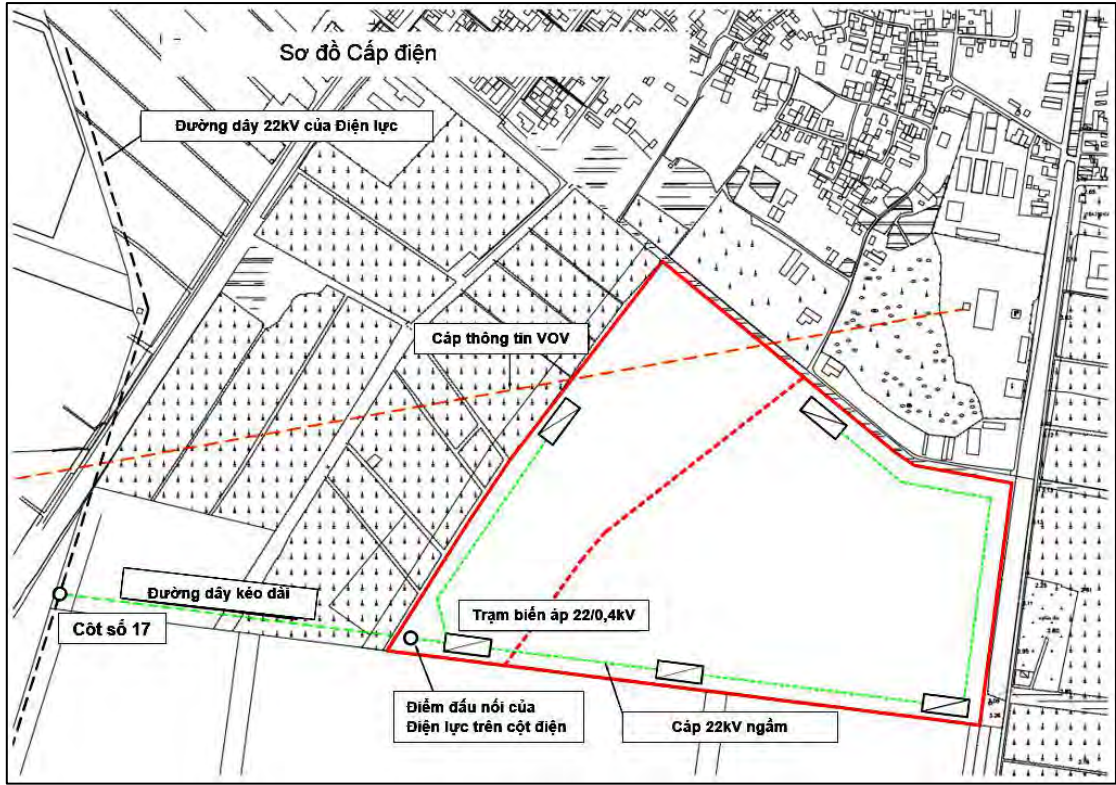 Sơ đồ Cấp điện
Đường dây 22kV của Điện lực
Cáp thông tin VOV
Đường dây kéo dài
Trạm biến áp 22/0,4kV
Côt số 17
Điểm đấu nối của
Điện lực trên cột điện
Cáp 22kV ngầm